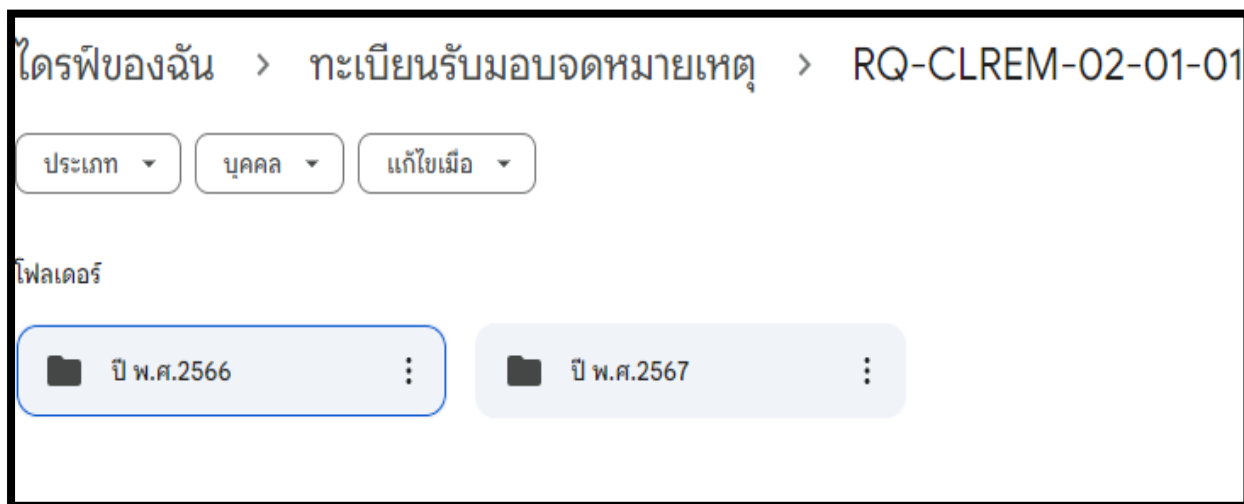 ไดรฟ์ของฉัน > ทะเบียนรับมอบจดหมายเหตุ > RQ-CLREM-02-01-01
ประเภท บุคคล แก้ไขเมื่อ
โฟลเดอร์
ปี พ.ศ.2566 ปี พ.ศ.2567